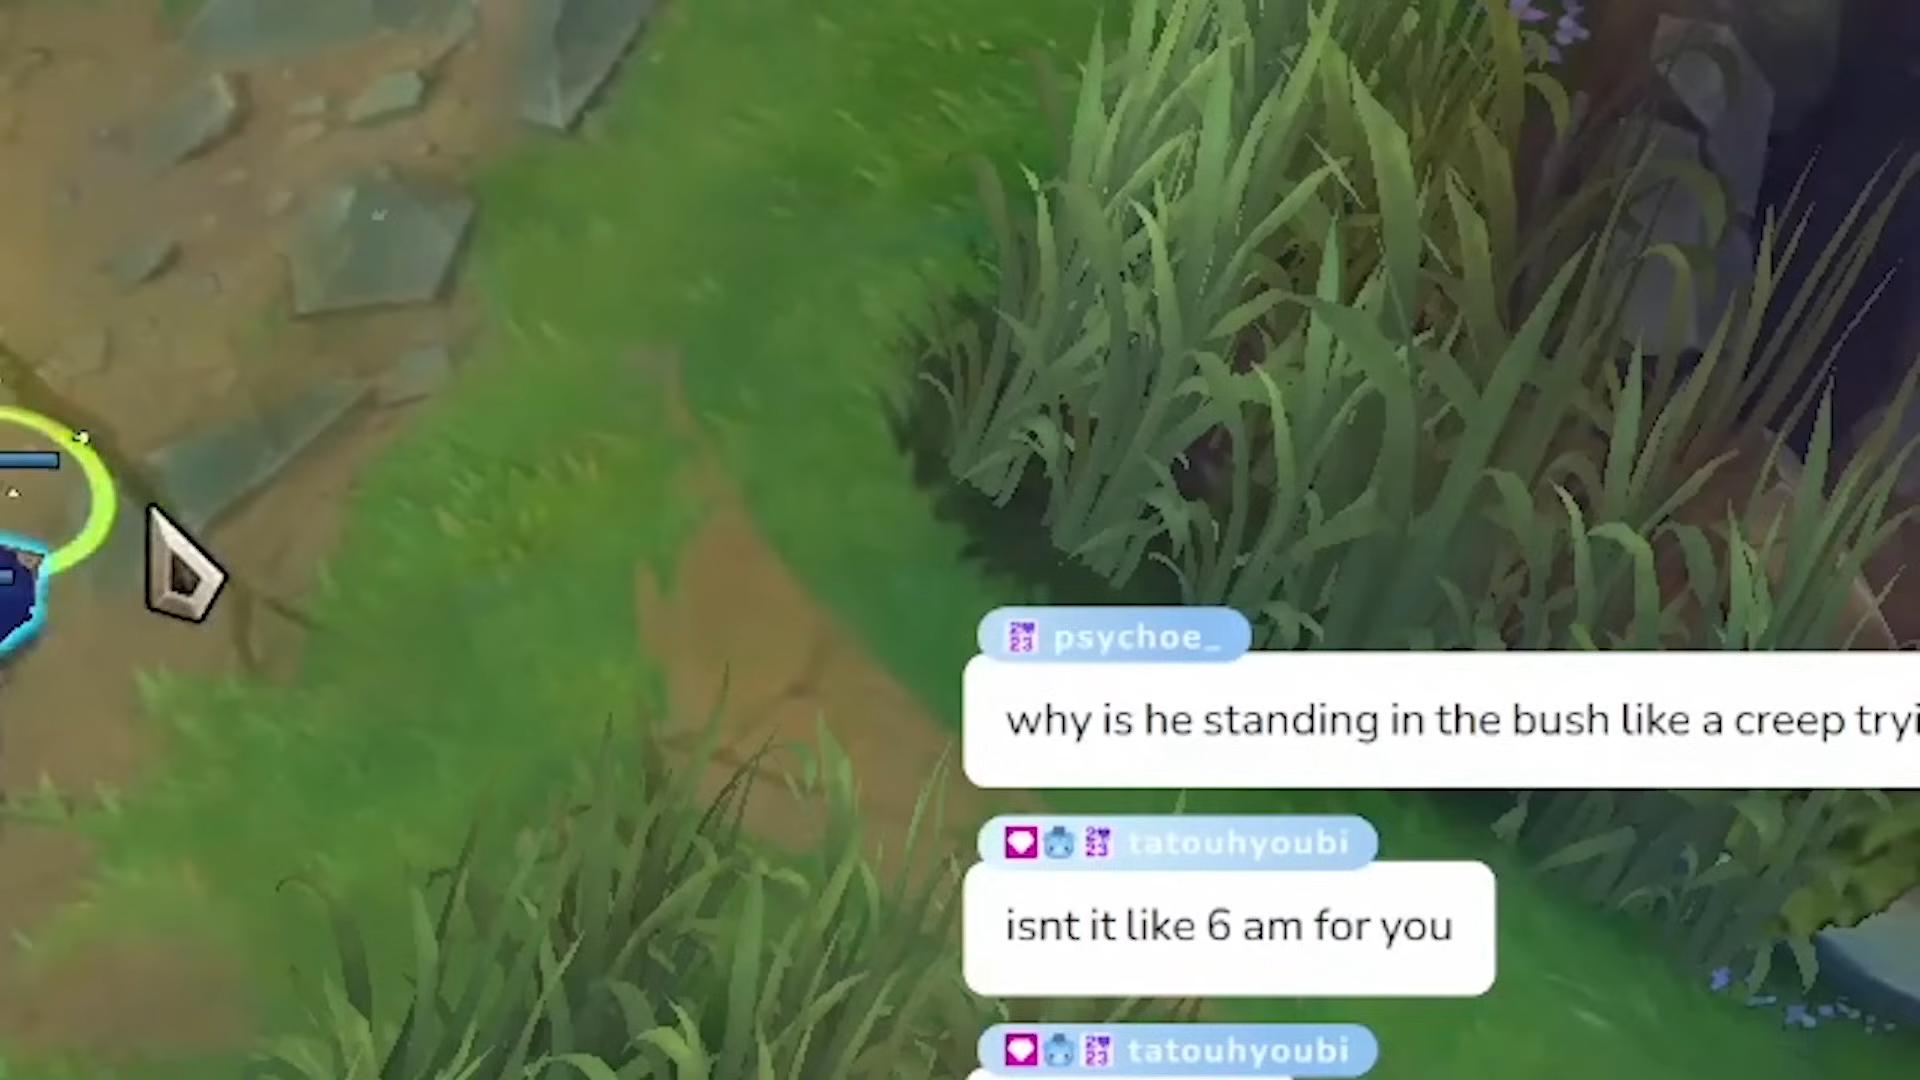 psychoe_
why is he standing in the bush like a creep
tatouhyoubi
isnt it like 6 am for you
tatouhyoubi